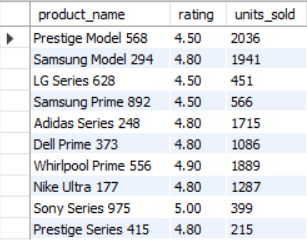 product_name rating units_sold
Prestige Model 568 4.50 2036
Samsung Model 294 4.80 1941
LG Series 628 4.50 451
Samsung Prime 892 4.50 566
Adidas Series 248 4.80 1715
Dell Prime 373 4.80 1086
Whirlpool Prime 556 4.90 1889
Nike Ultra 177 4.80 1287
Sony Series 975 5.00 399
Prestige Series 415 4.80 215